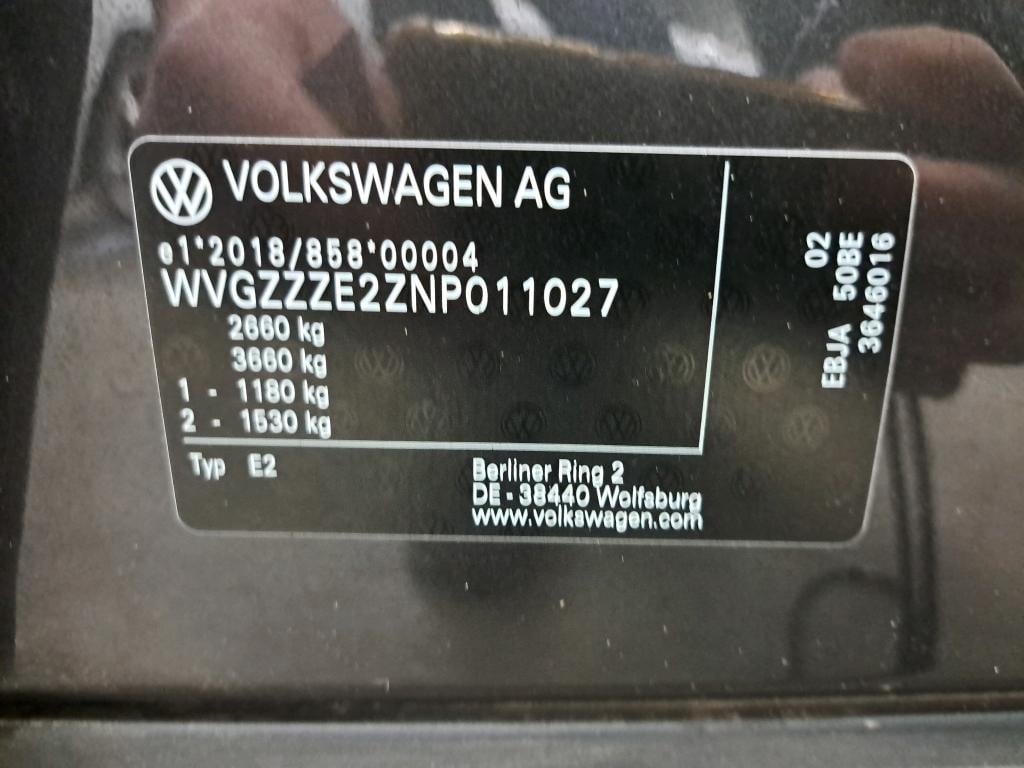 VOLKSWAGEN AG
e1*2018/858*00004
WVGZZZE2ZNP011027
2660 kg
3660 kg
1 - 1180 kg
2 - 1530 kg
Typ E2
Berliner Ring 2
DE - 38440 Wolfsburg
www.volkswagen.com
02
EBJA 50BE
3646016